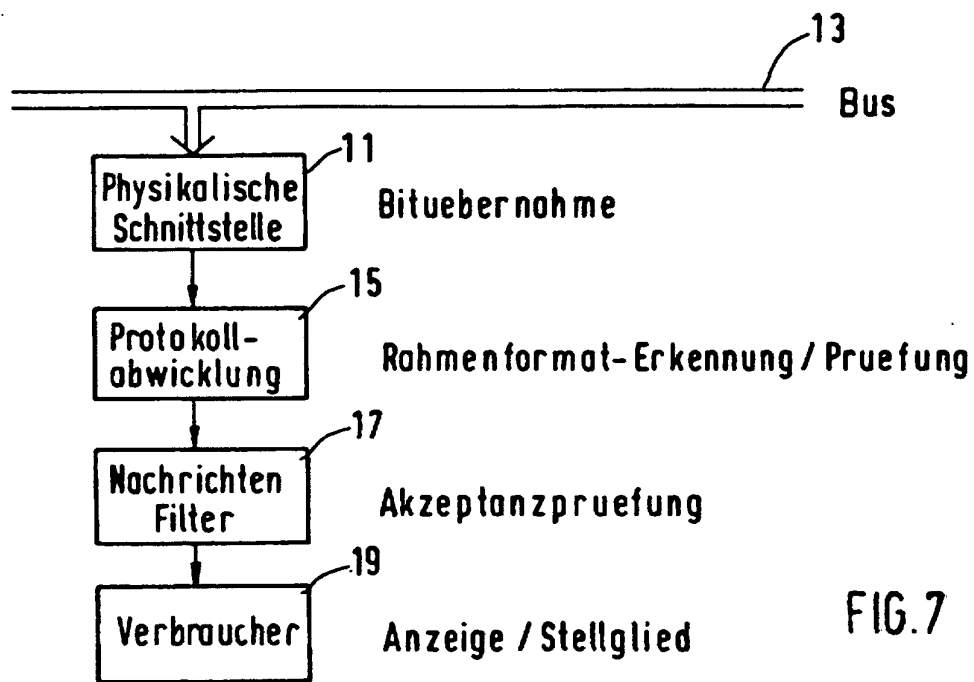 13
Bus
11
Physikalische
Schnittstelle
Bituebernahme
15
Protokoll-
abwicklung
Rahmenformat-Erkennung/Pruefung
17
Nachrichten
Filter
Akzeptanzpruefung
19
Verbraucher
Anzeige/Stellglied
FIG.7